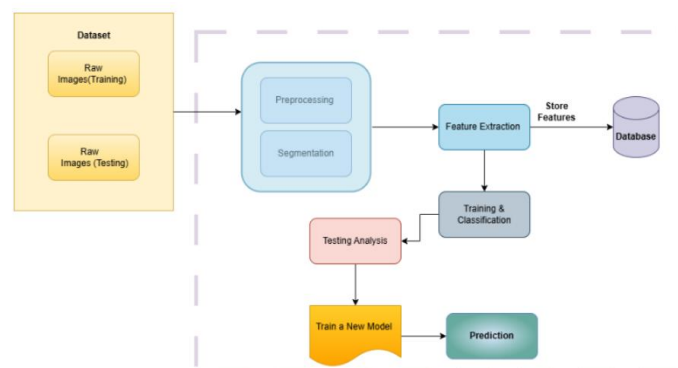 Dataset
Raw
Images(Training)
Raw
Images (Testing)
Preprocessing
Segmentation
Feature Extraction
Store
Features
Database
Training &
Classification
Testing Analysis
Train a New Model
Prediction